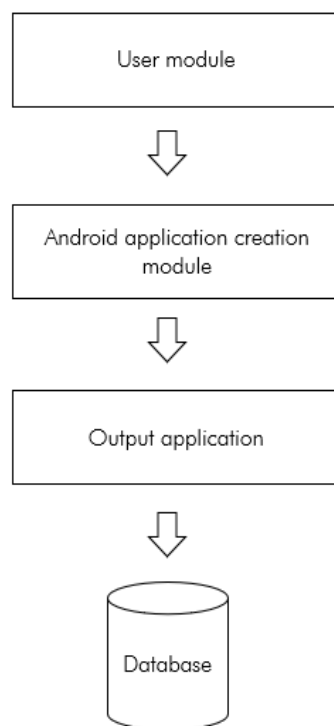 User module
Android application creation
module
Output application
Database